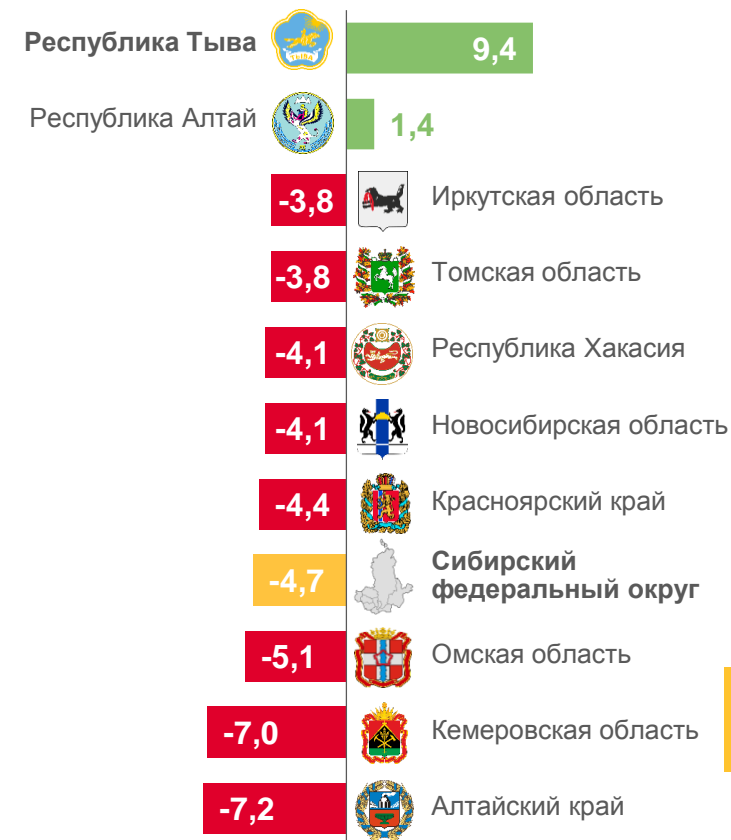 Республика Тыва
9,4
Республика Алтай
1,4
-3,8
Иркутская область
-3,8
Томская область
-4,1
Республика Хакасия
-4,1
Новосибирская область
-4,4
Красноярский край
-4,7
Сибирский
федеральный округ
-5,1
Омская область
-7,0
Кемеровская область
-7,2
Алтайский край